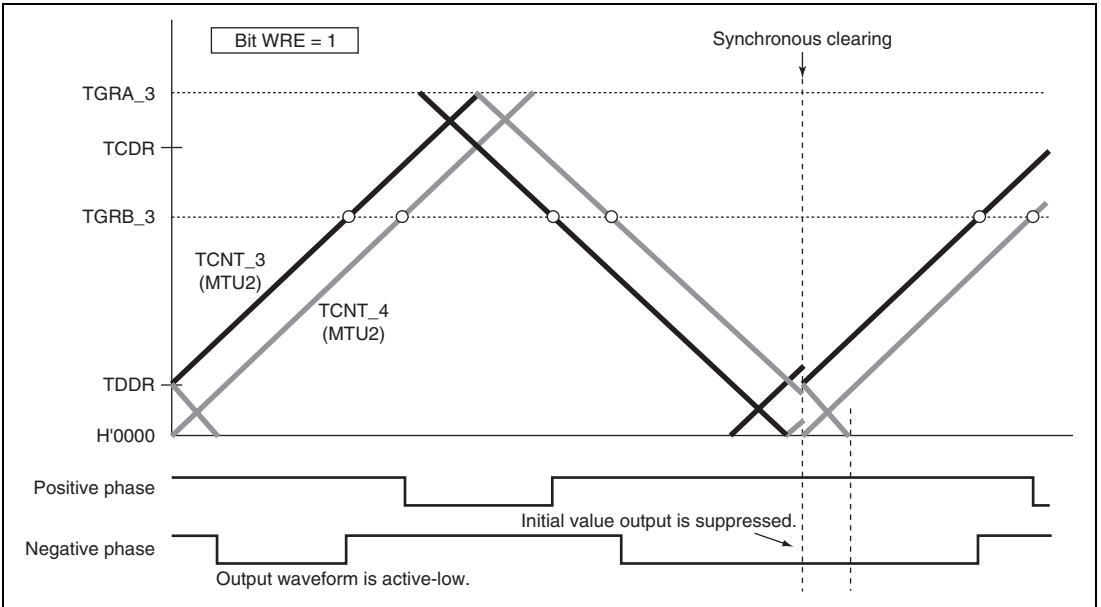 Bit WRE = 1
Synchronous clearing
TGRA_3
TCDR
TGRB_3
TCNT_3
(MTU2)
TCNT_4
(MTU2)
TDDR
H'0000
Positive phase
Initial value output is suppressed.
Negative phase
Output waveform is active-low.